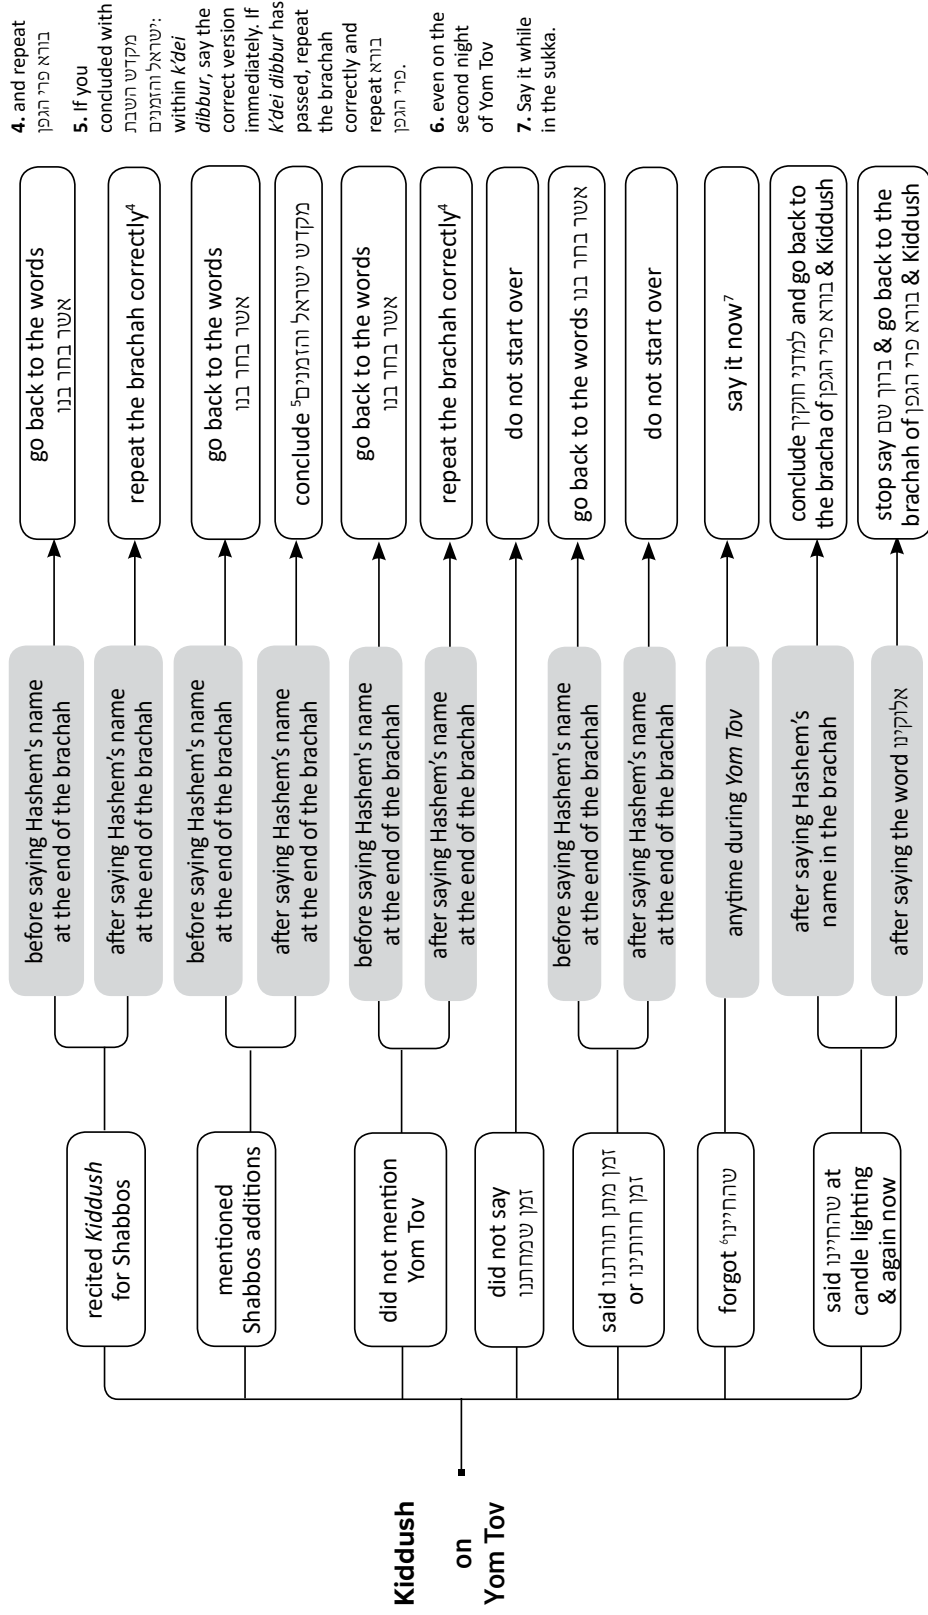 Kiddush
on
Yom Tov
recited Kiddush
for Shabbos
before saying Hashem's name
at the end of the brachah
go back to the words
אשר בחר בנו
after saying Hashem's name
at the end of the brachah
repeat the brachah correctly⁴
mentioned
Shabbos additions
before saying Hashem's name
at the end of the brachah
go back to the words
אשר בחר בנו
after saying Hashem's name
at the end of the brachah
conclude ⁵מקדש ישראל והזמנים
did not mention
Yom Tov
before saying Hashem's name
at the end of the brachah
go back to the words
אשר בחר בנו
after saying Hashem's name
at the end of the brachah
repeat the brachah correctly⁴
did not say
זמן שמחתנו
do not start over
said זמן מתן תורתנו
or זמן חרותינו
before saying Hashem's name
at the end of the brachah
go back to the words אשר בחר בנו
after saying Hashem's name
at the end of the brachah
do not start over
forgot ⁶שהחיינו
anytime during Yom Tov
say it now⁷
said שהחיינו at
candle lighting
& again now
after saying Hashem's
name in the brachah
conclude למדני חוקיך and go back to
the bracha of בורא פרי הגפן & Kiddush
after saying the word אלוקינו
stop say ברוך שם & go back to the
brachah of בורא פרי הגפן & Kiddush
4. and repeat
בורא פרי הגפן
5. If you
concluded with
מקדש השבת
ישראל והזמנים:
within k'dei
dibbur, say the
correct version
immediately. If
k'dei dibbur has
passed, repeat
the brachah
correctly and
repeat בורא
פרי הגפן.
6. even on the
second night
of Yom Tov
7. Say it while
in the sukka.